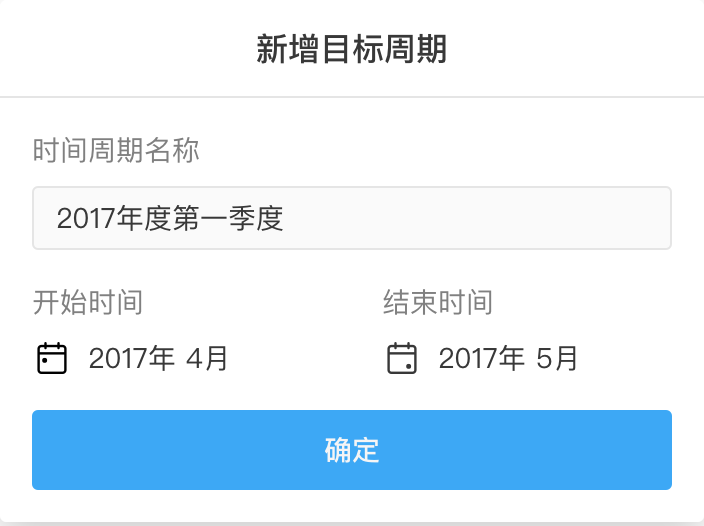 新增目标周期
时间周期名称
2017年度第一季度
开始时间 结束时间
2017年 4月 2017年 5月
确定